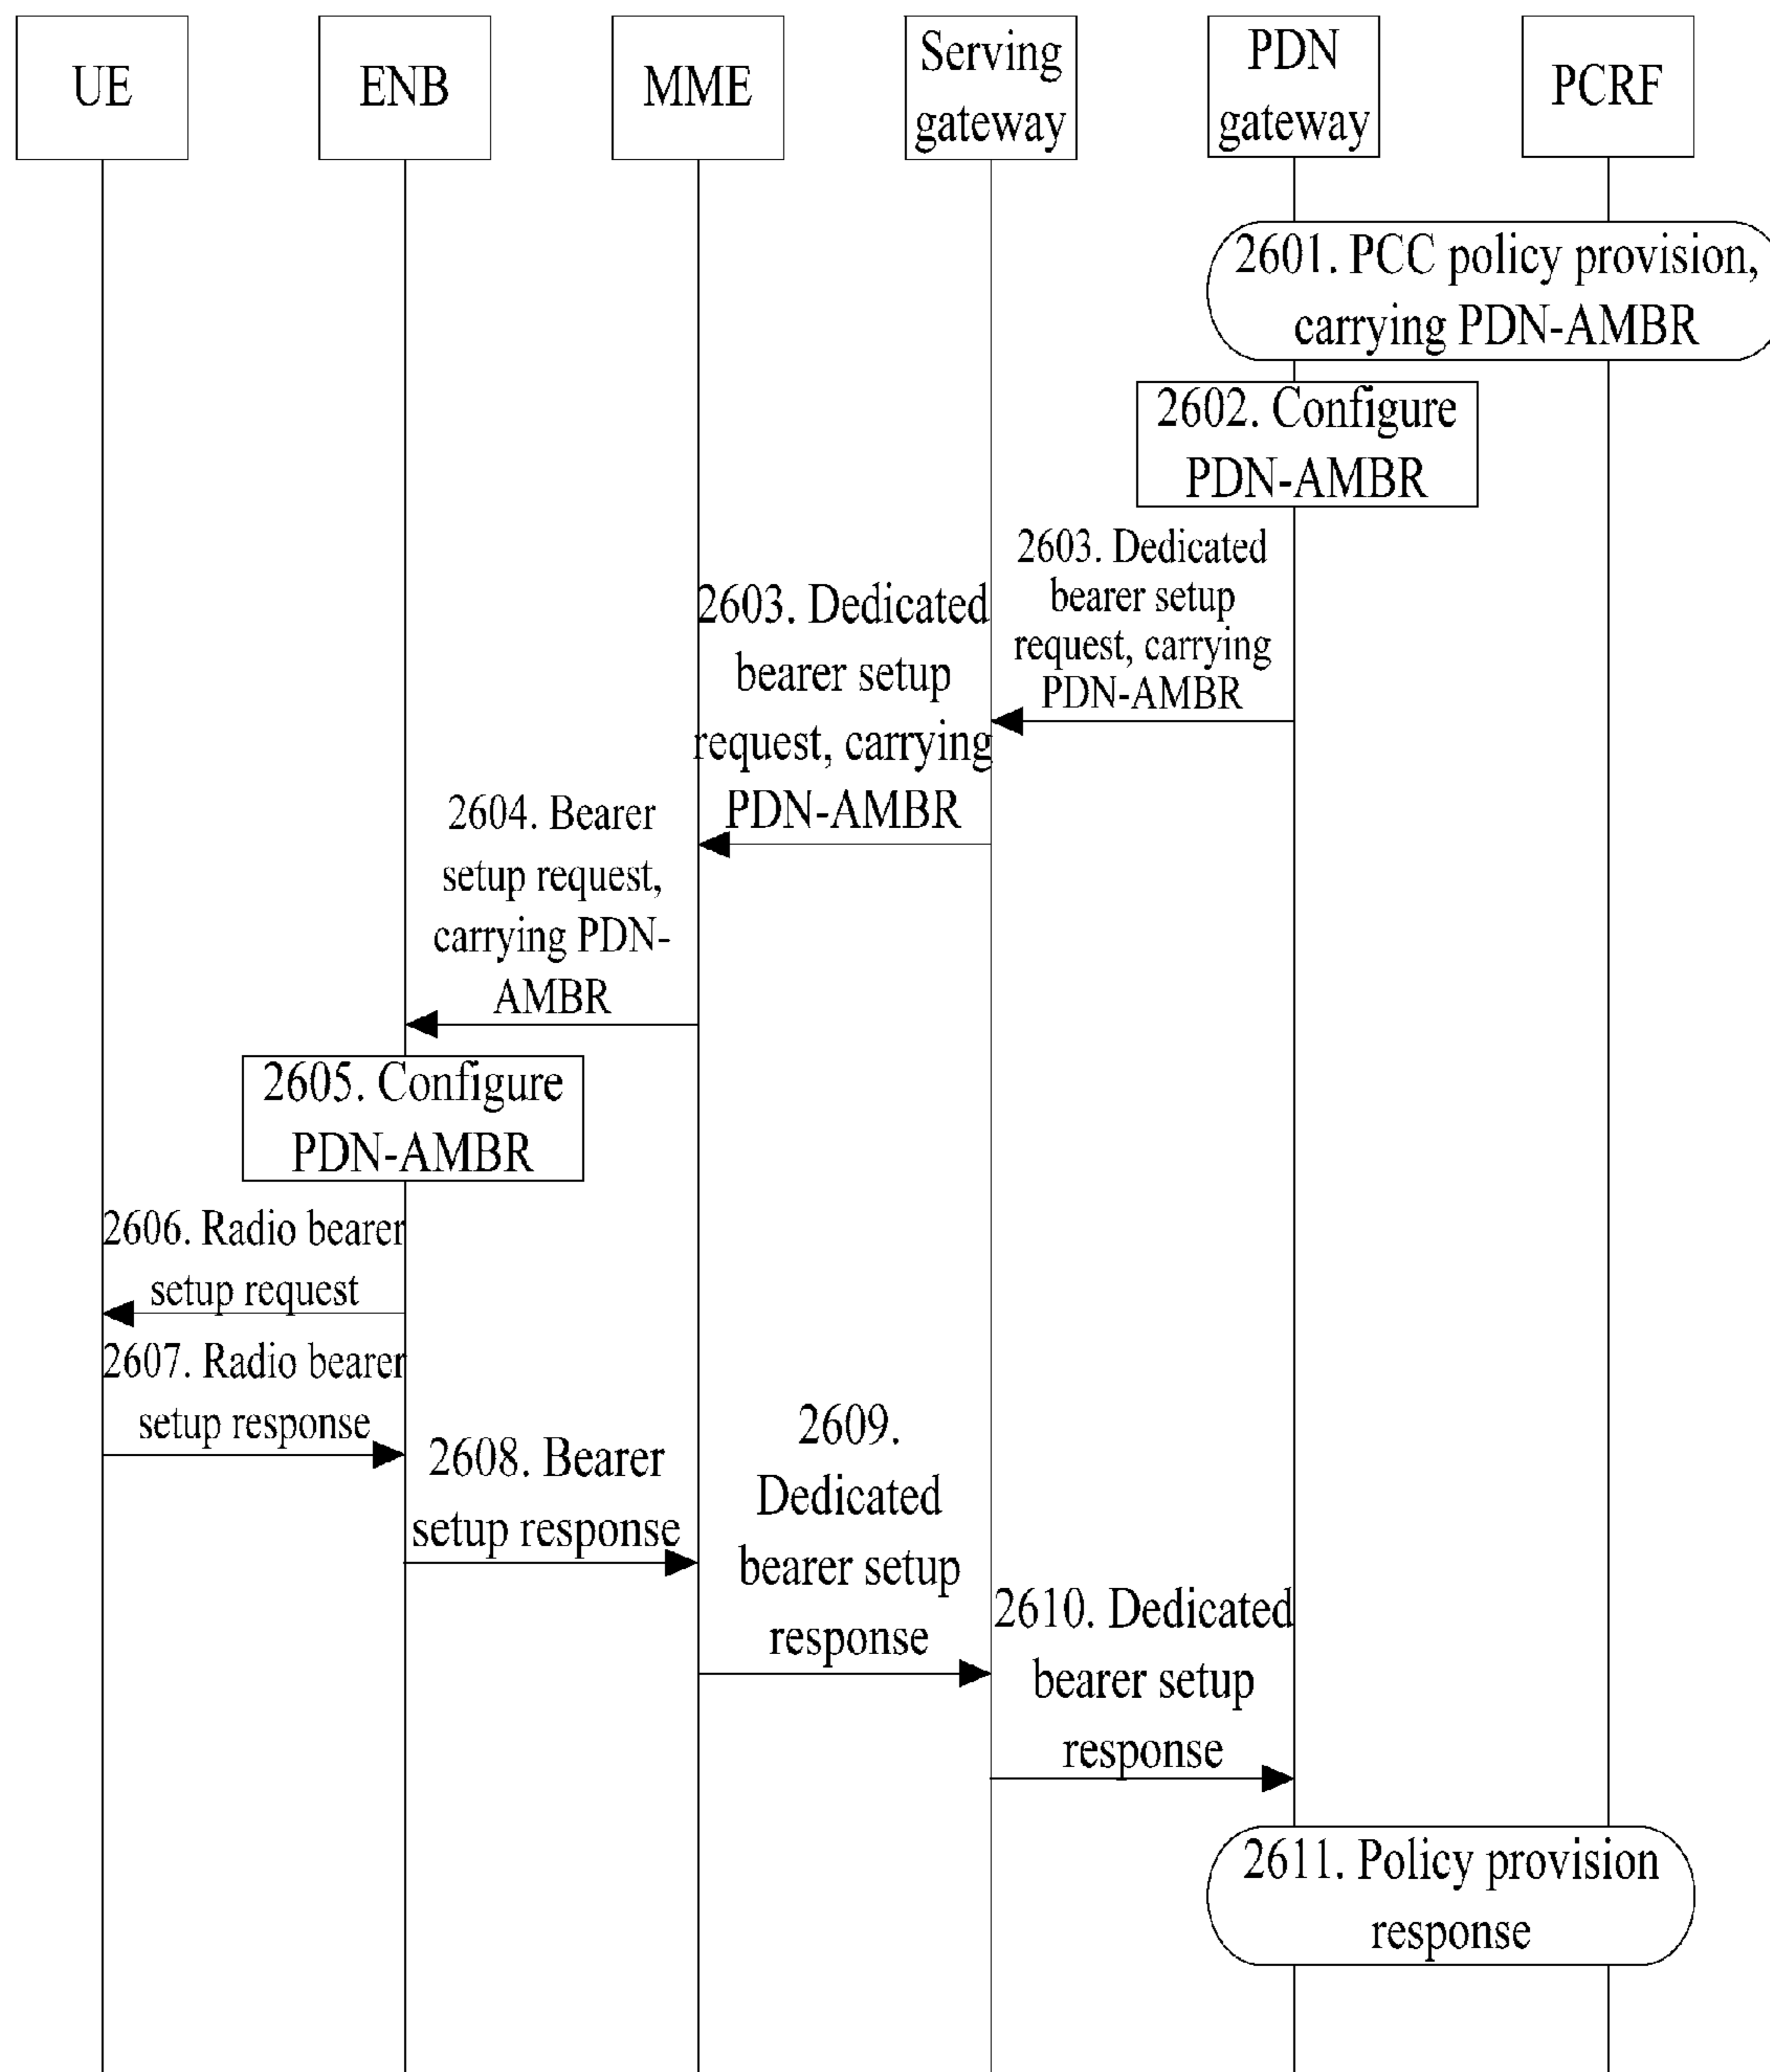 UE
ENB
MME
Serving
gateway
PDN
gateway
PCRF
2601. PCC policy provision,
carrying PDN-AMBR
2602. Configure
PDN-AMBR
2603. Dedicated
bearer setup
request, carrying
PDN-AMBR
2603. Dedicated
bearer setup
request, carrying
PDN-AMBR
2604. Bearer
setup request,
carrying PDN-
AMBR
2605. Configure
PDN-AMBR
2606. Radio bearer
setup request
2607. Radio bearer
setup response
2608. Bearer
setup response
2609.
Dedicated
bearer setup
response
2610. Dedicated
bearer setup
response
2611. Policy provision
response